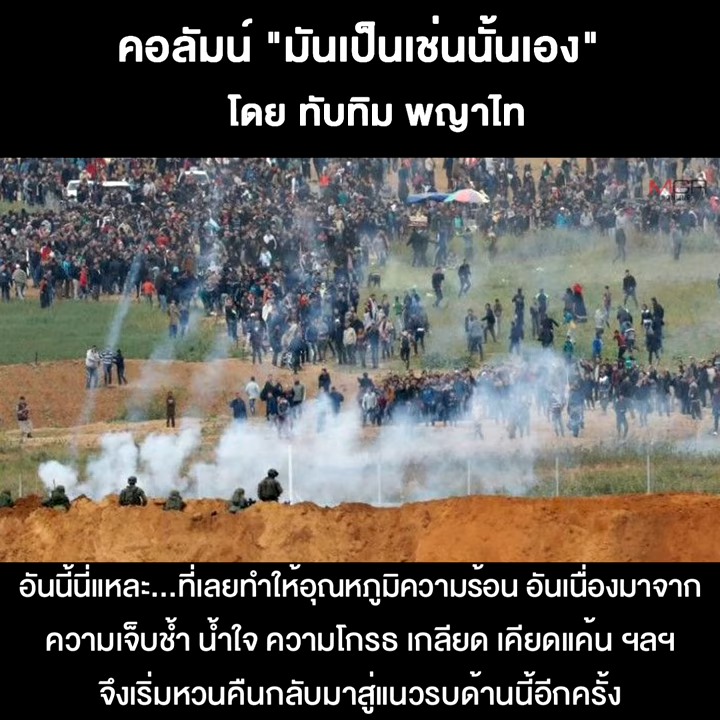 คอลัมน์ "มันเป็นเช่นนั้นเอง"
โดย ทับทิม พญาไท
MGR
อันนี้นี่แหละ...ที่เลยทำให้อุณหภูมิความร้อน อันเนื่องมาจาก
ความเจ็บช้ำ น้ำใจ ความโกรธ เกลียด เคียดแค้น ฯลฯ
จึงเริ่มหวนคืนกลับมาสู่แนวรบด้านนี้อีกครั้ง